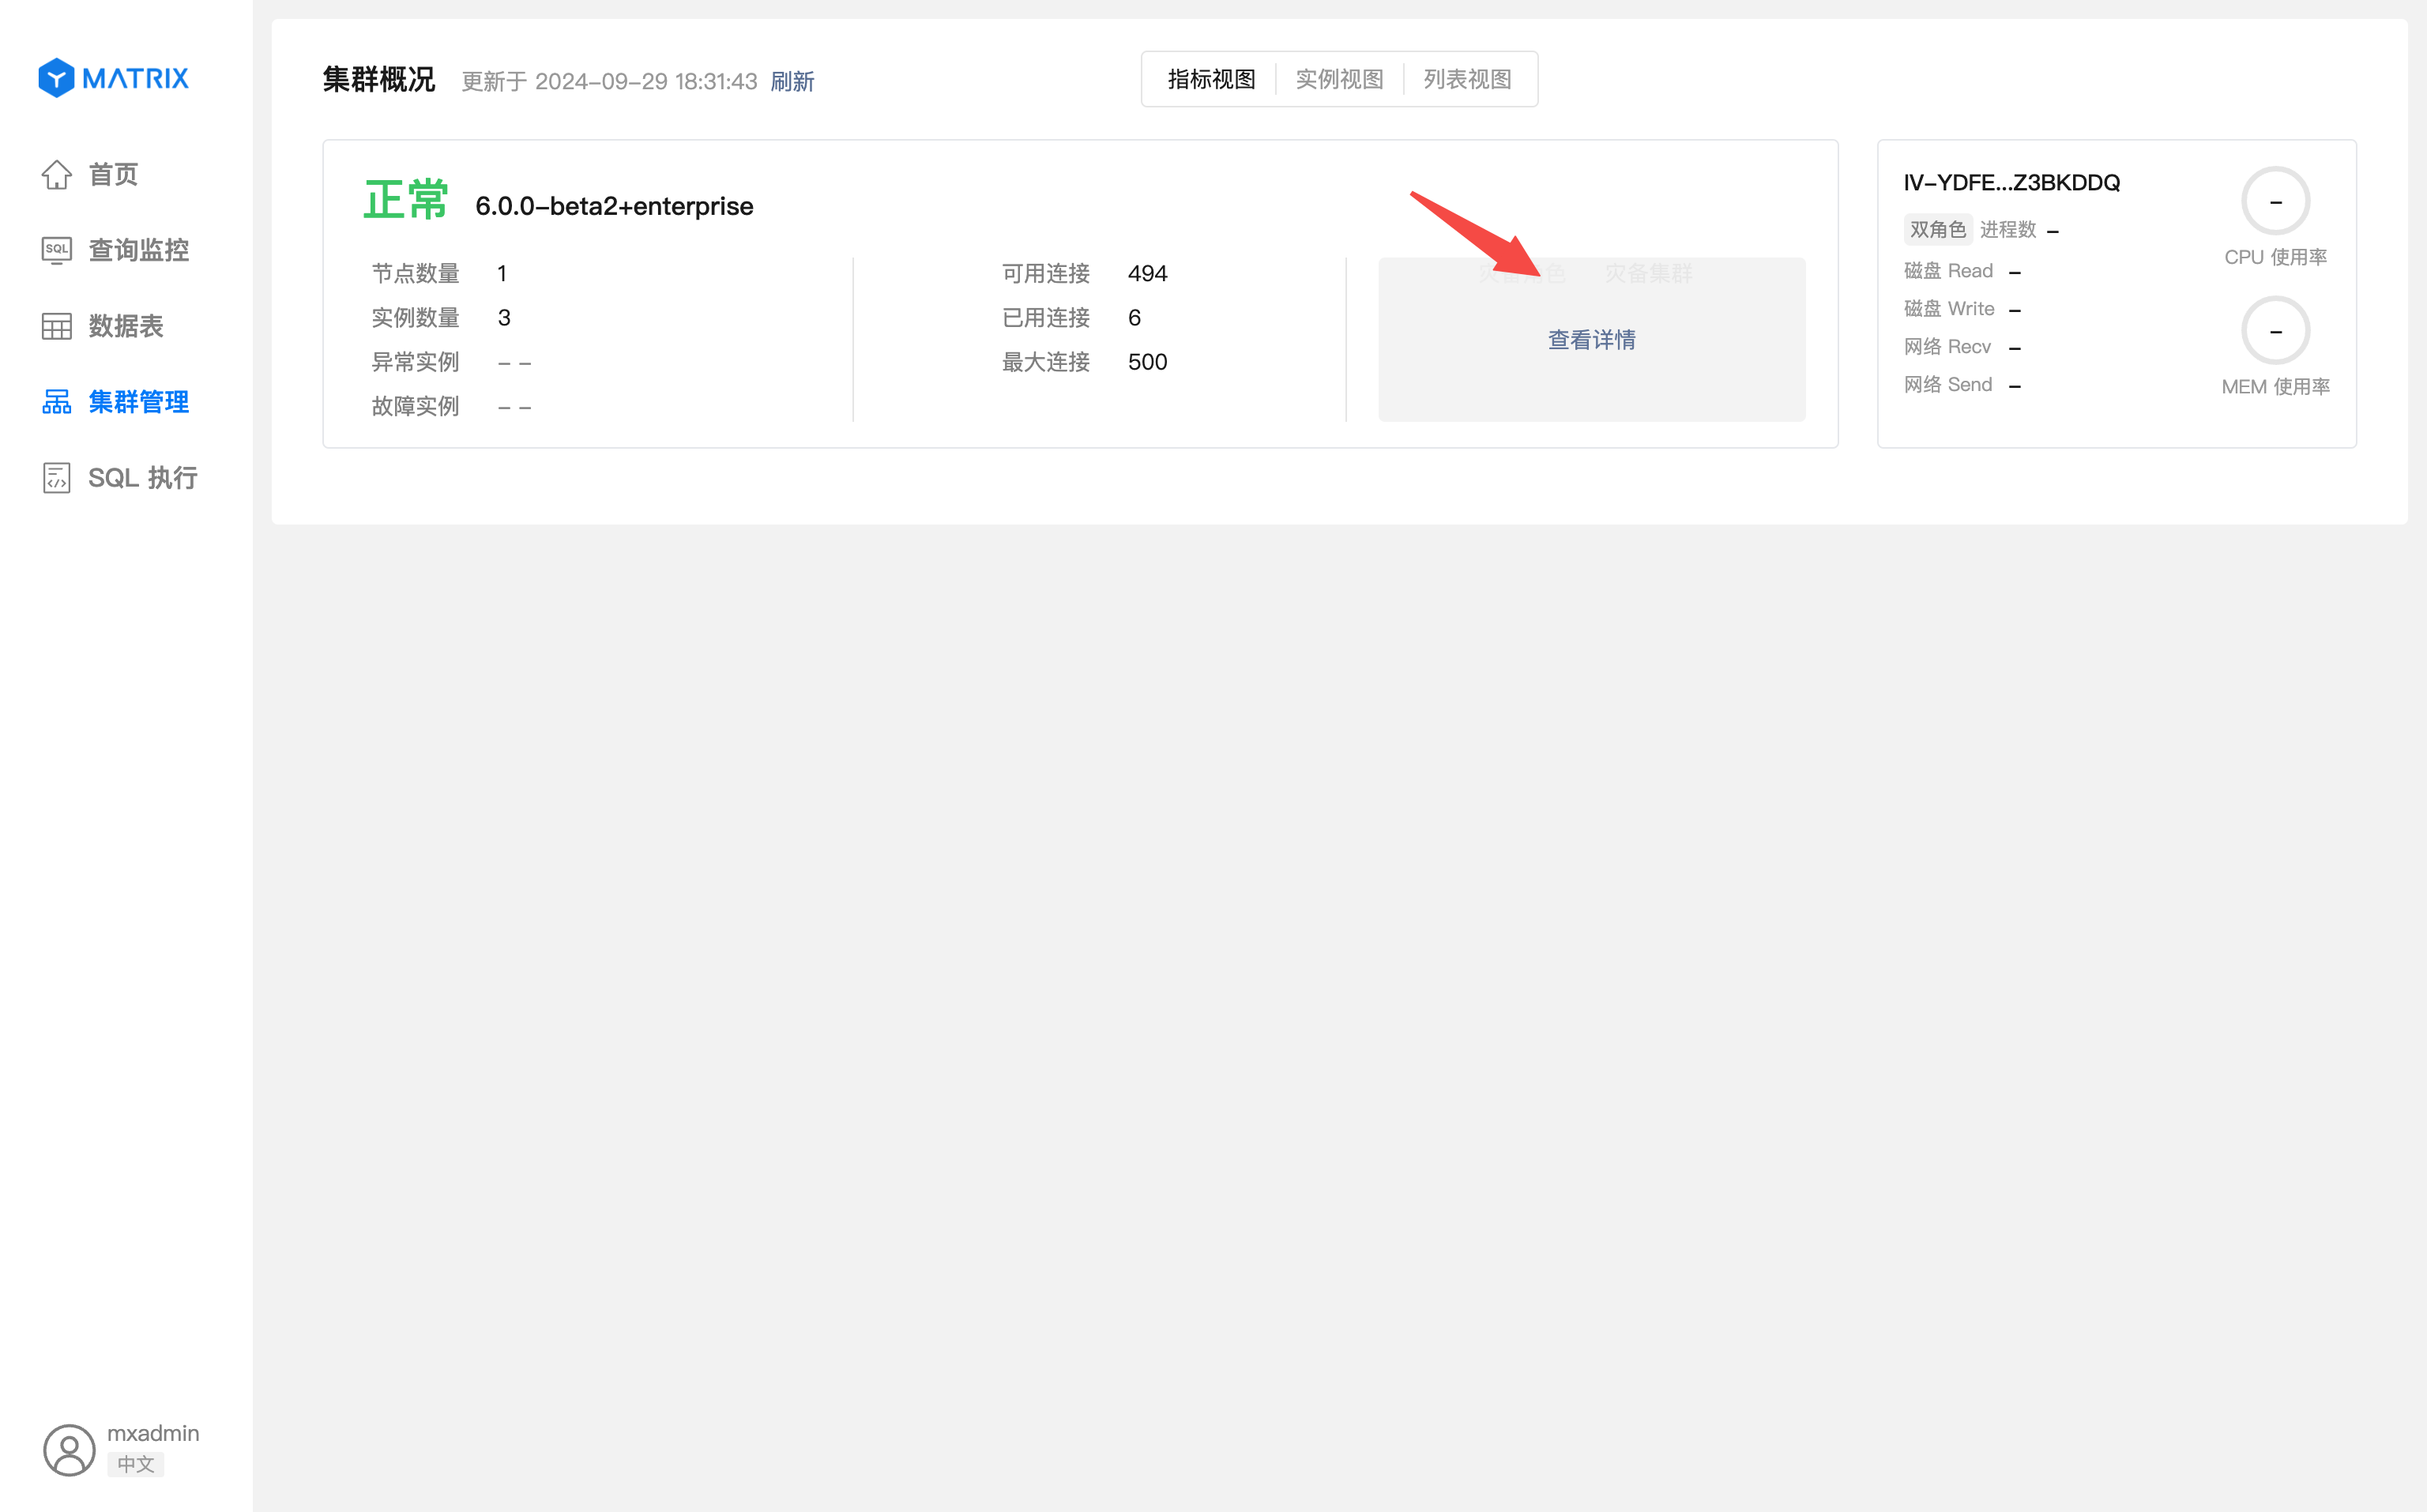 MATRIX
首页
查询监控
数据表
集群管理
SQL 执行
mxadmin
中文
集群概况 更新于 2024-09-29 18:31:43 刷新
指标视图 实例视图 列表视图
正常 6.0.0-beta2+enterprise
节点数量 1
实例数量 3
异常实例 - -
故障实例 - -
可用连接 494
已用连接 6
最大连接 500
灾备角色 灾备集群
查看详情
IV-YDFE...Z3BKDDQ
双角色 进程数 -
磁盘 Read -
磁盘 Write -
网络 Recv -
网络 Send -
-
CPU 使用率
-
MEM 使用率